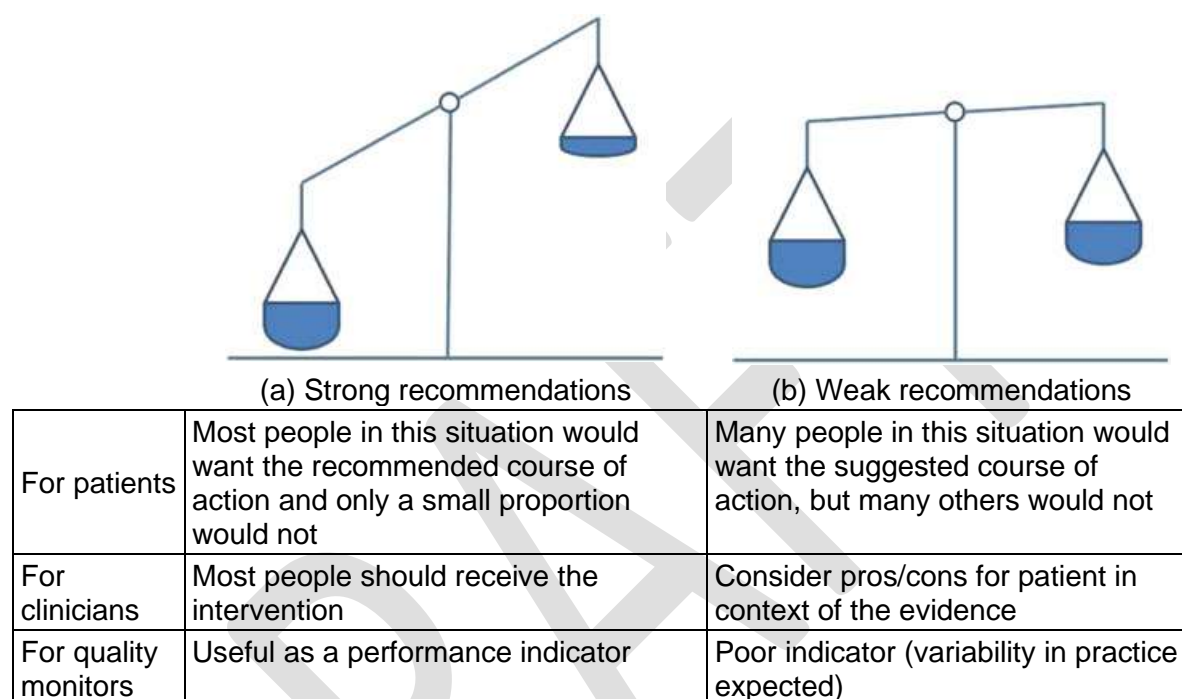 (a) Strong recommendations
(b) Weak recommendations
For patients
Most people in this situation would
want the recommended course of
action and only a small proportion
would not
Many people in this situation would
want the suggested course of
action, but many others would not
For
clinicians
Most people should receive the
intervention
Consider pros/cons for patient in
context of the evidence
For quality
monitors
Useful as a performance indicator
Poor indicator (variability in practice
expected)